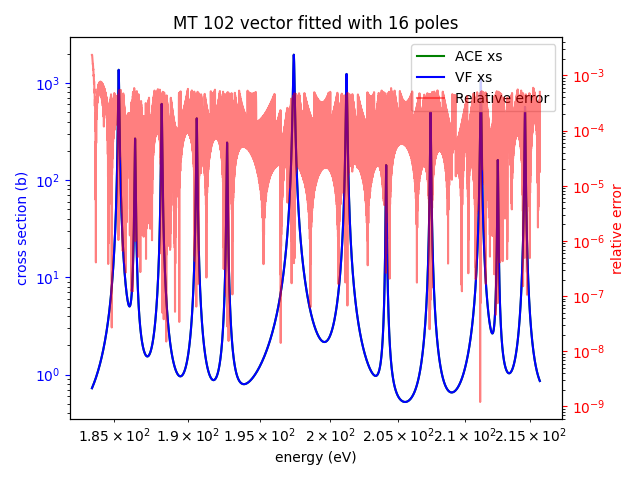 MT 102 vector fitted with 16 poles
ACE xs
VF xs
Relative error
cross section (b)
10³
10²
10¹
10⁰
relative error
10⁻³
10⁻⁴
10⁻⁵
10⁻⁶
10⁻⁷
10⁻⁸
10⁻⁹
1.85 × 10² 1.9 × 10² 1.95 × 10² 2 × 10² 2.05 × 10² 2.1 × 10² 2.15 × 10²
energy (eV)